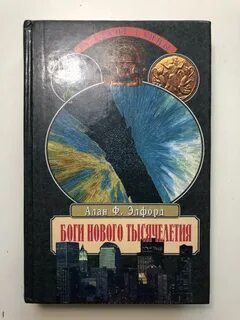 Алан Ф. Элфорд
БОГИ НОВОГО ТЫСЯЧЕЛЕТИЯ